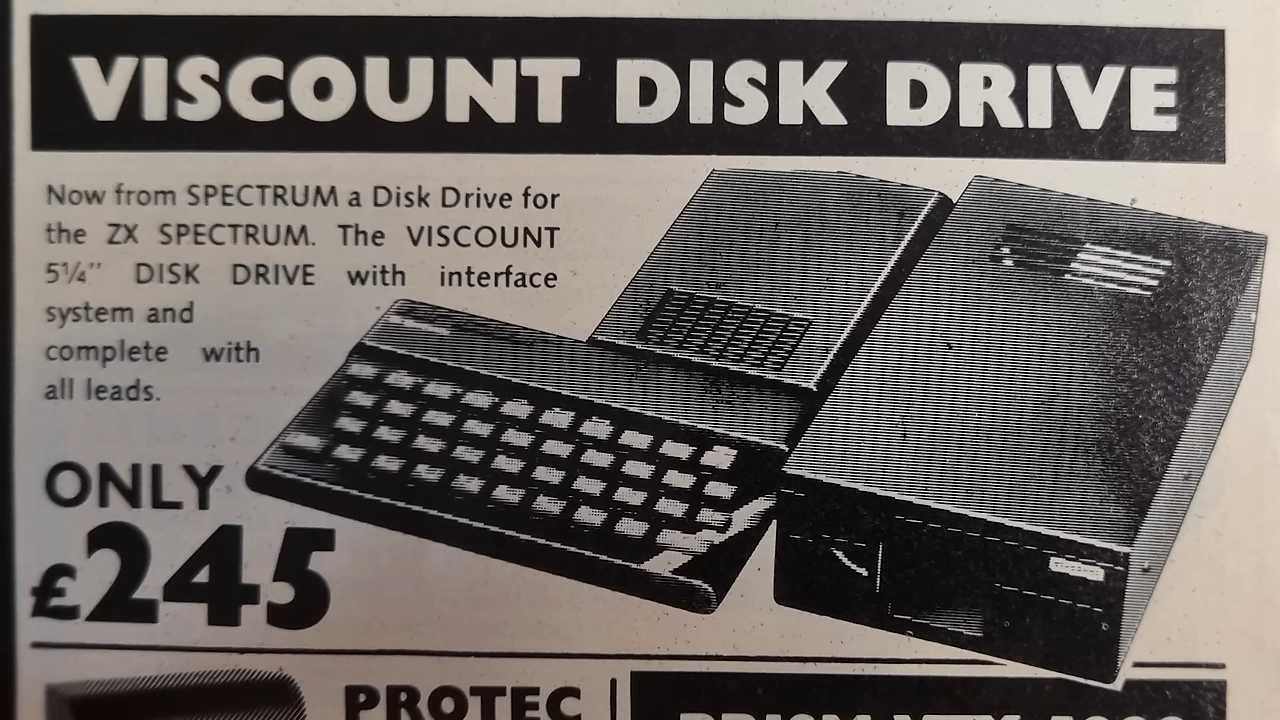 VISCOUNT DISK DRIVE
Now from SPECTRUM a Disk Drive for
the ZX SPECTRUM. The VISCOUNT
5¼" DISK DRIVE with interface
system and
complete with
all leads.
ONLY
£245
PROTEC